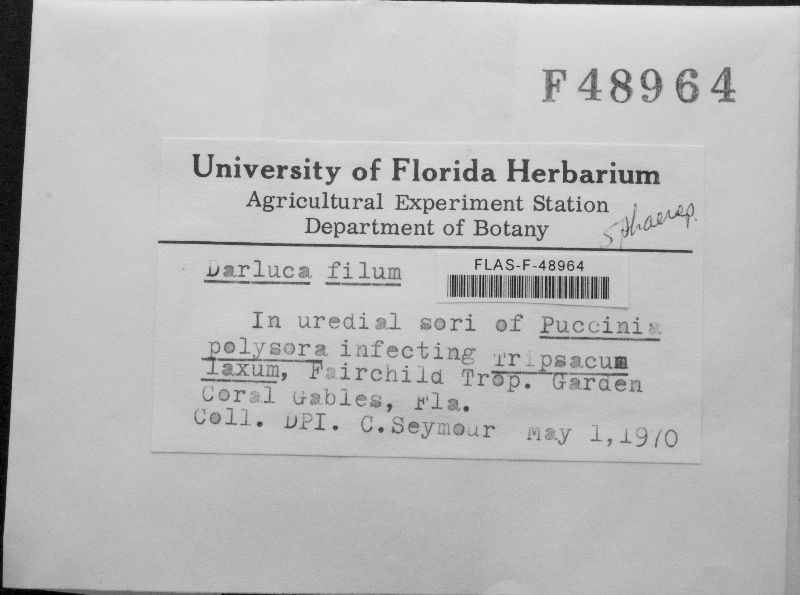 F48964
University of Florida Herbarium
Agricultural Experiment Station
Department of Botany
sphaerop.
Darluca filum
FLAS-F-48964
In uredial sori of Puccinia
polysora infecting Tripsacum
laxum, Fairchild Trop. Garden
Coral Gables, Fla.
Coll. DPI. C.Seymour May 1,1970